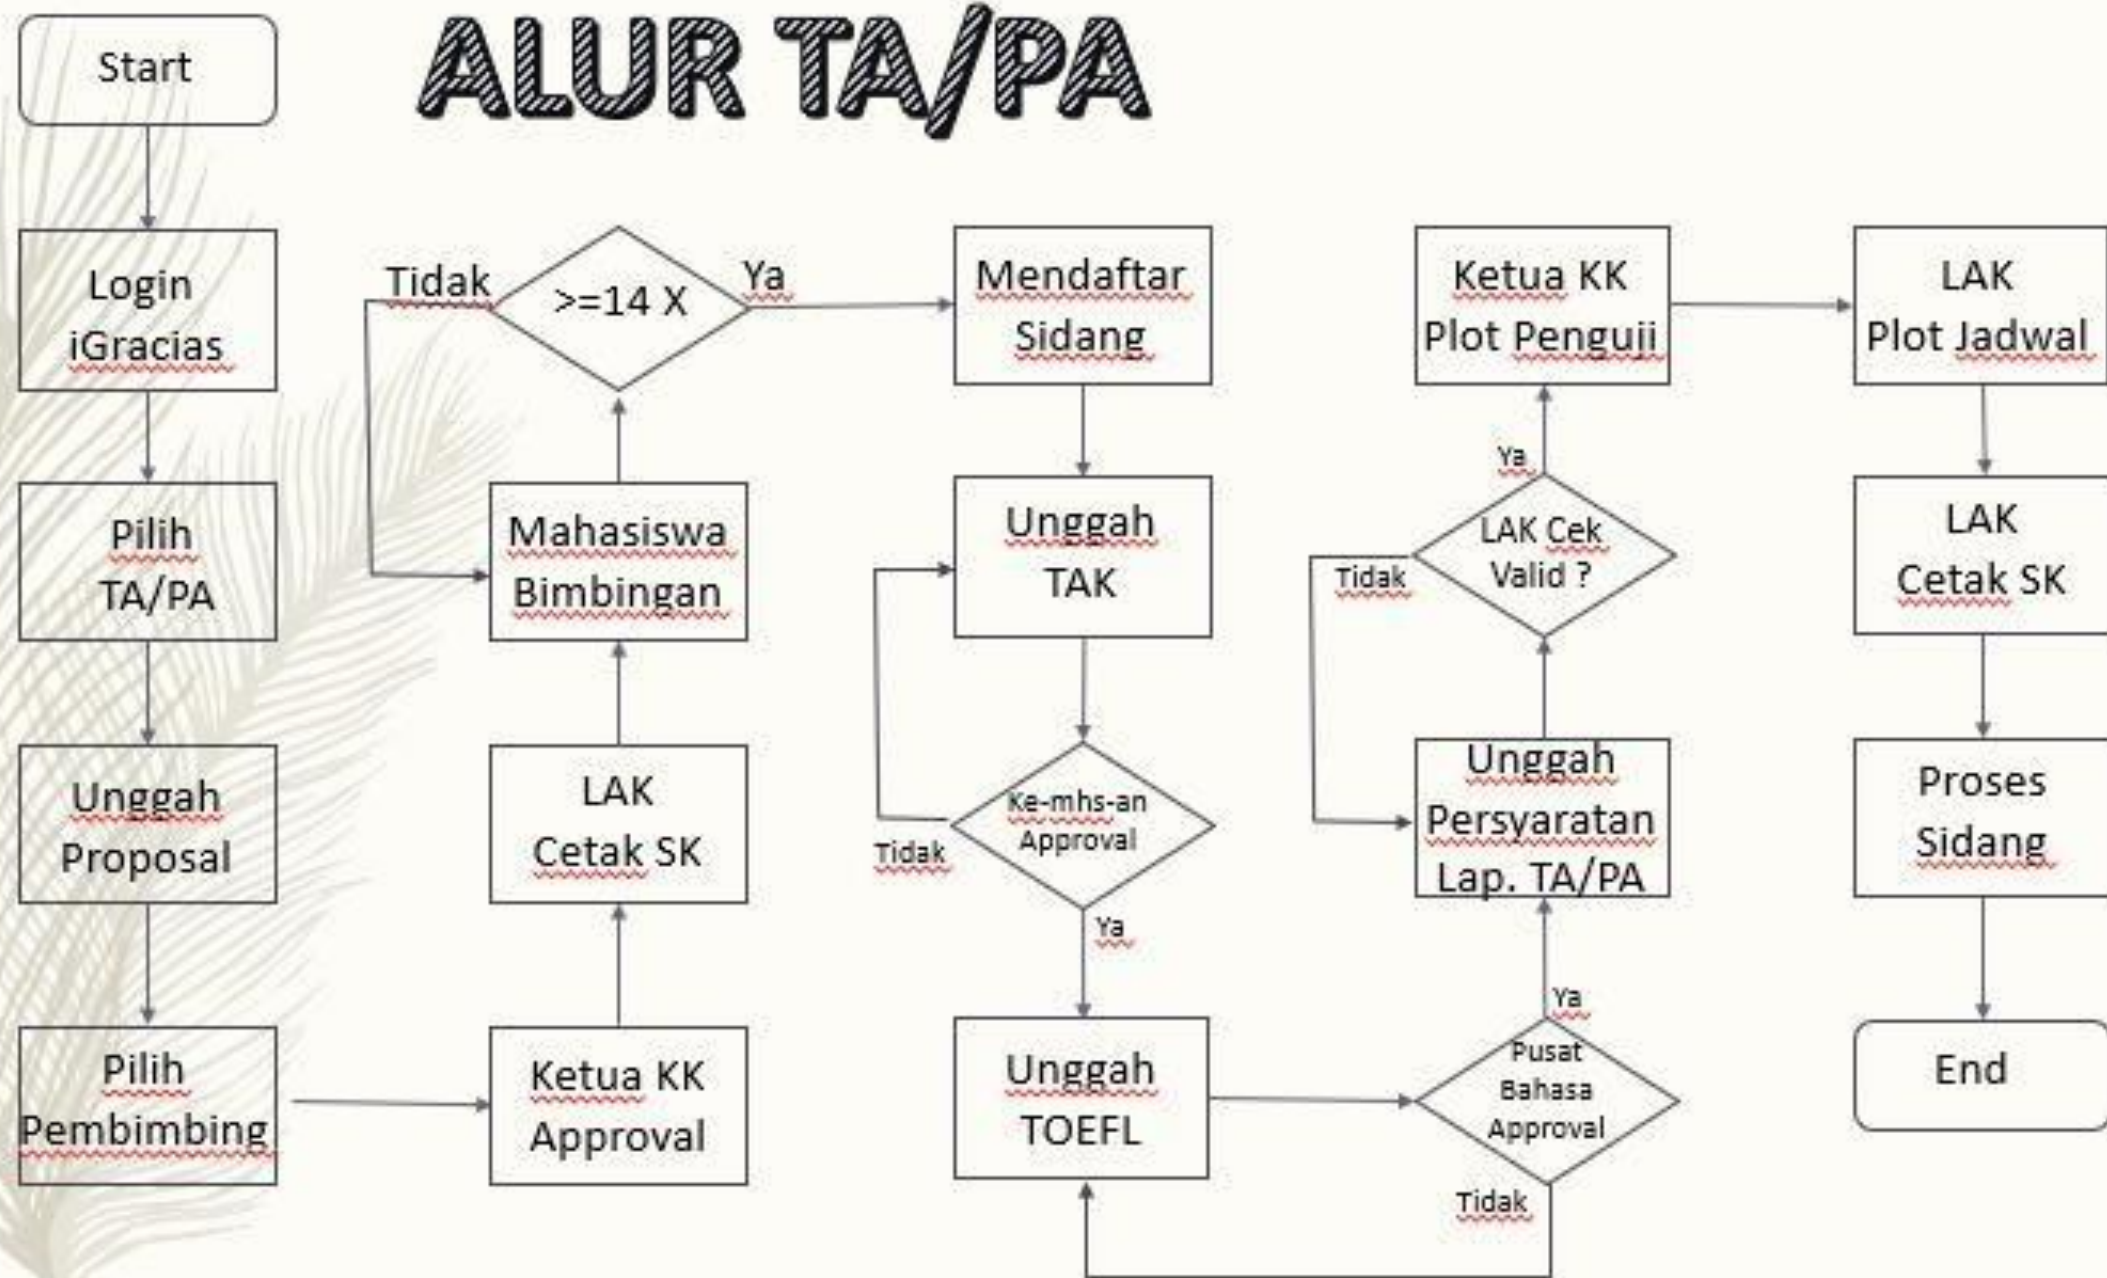 ALUR TA/PA
Start
Login
iGracias
Pilih
TA/PA
Unggah
Proposal
Pilih
Pembimbing
Ketua KK
Approval
LAK
Cetak SK
Mahasiswa
Bimbingan
>=14 X
Tidak
Ya
Mendaftar
Sidang
Unggah
TAK
Ke-mhs-an
Approval
Tidak
Ya
Unggah
TOEFL
Pusat
Bahasa
Approval
Tidak
Ya
Unggah
Persyaratan
Lap. TA/PA
LAK Cek
Valid ?
Tidak
Ya
Ketua KK
Plot Penguji
LAK
Plot Jadwal
LAK
Cetak SK
Proses
Sidang
End